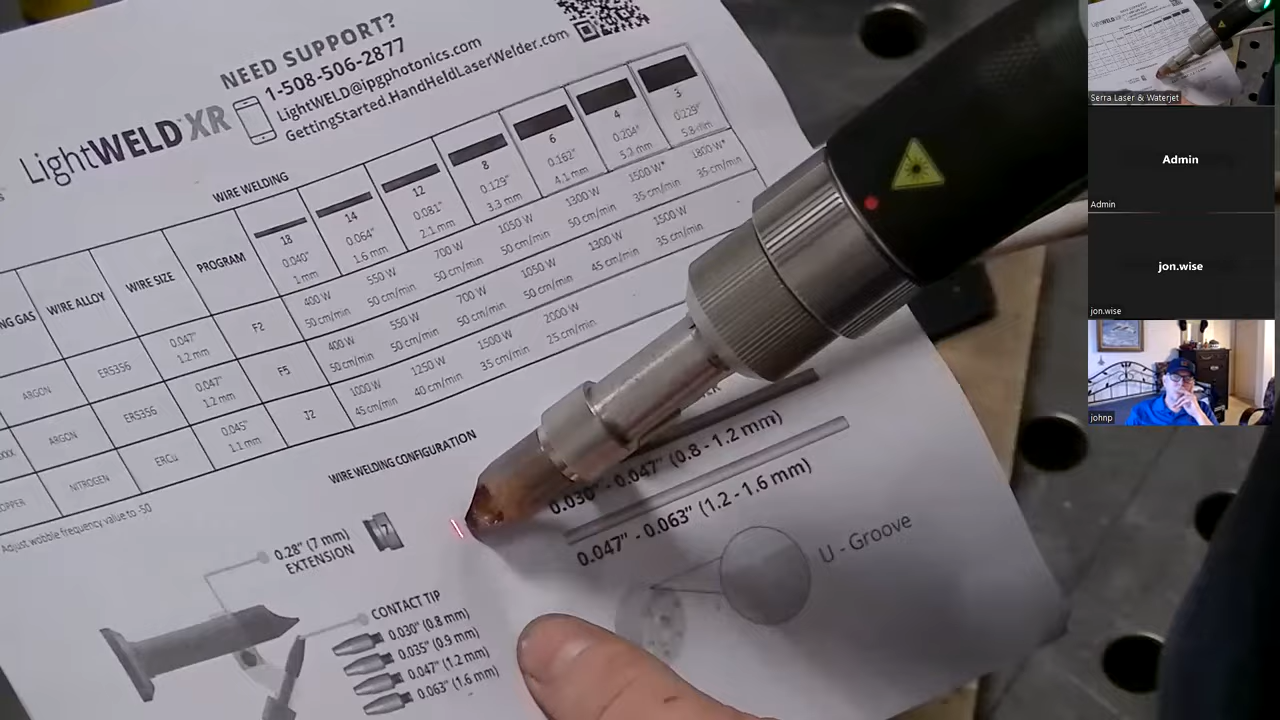 NEED SUPPORT?
1-508-506-2877
LightWELD@ipgphotonics.com
GettingStarted.HandHeldLaserWelder.com
LightWELD XR
WIRE WELDING
NG GAS
WIRE ALLOY
WIRE SIZE
PROGRAM
18
0.040"
1 mm
14
0.064"
1.6 mm
12
0.081"
2.1 mm
8
0.129"
3.3 mm
6
0.162"
4.1 mm
4
0.204"
5.2 mm
3
0.229"
5.8 mm
ARGON
ER5356
0.047"
1.2 mm
F2
400 W
50 cm/min
550 W
50 cm/min
700 W
50 cm/min
1050 W
50 cm/min
1300 W
50 cm/min
1500 W*
35 cm/min
1800 W*
35 cm/min
ARGON
ER5356
0.047"
1.2 mm
F5
400 W
50 cm/min
550 W
50 cm/min
700 W
50 cm/min
1050 W
50 cm/min
1300 W
45 cm/min
1500 W
35 cm/min
OPPER
NITROGEN
ERCu
0.045"
1.1 mm
J2
1000 W
45 cm/min
1250 W
40 cm/min
1500 W
35 cm/min
2000 W
25 cm/min
Adjust wobble frequency value to -50
WIRE WELDING CONFIGURATION
0.28" (7 mm)
EXTENSION
7
CONTACT TIP
0.030" (0.8 mm)
0.035" (0.9 mm)
0.047" (1.2 mm)
0.063" (1.6 mm)
0.030" - 0.047" (0.8 - 1.2 mm)
0.047" - 0.063" (1.2 - 1.6 mm)
U - Groove
Serra Laser & Waterjet
Admin
Admin
jon.wise
jon.wise
johnp